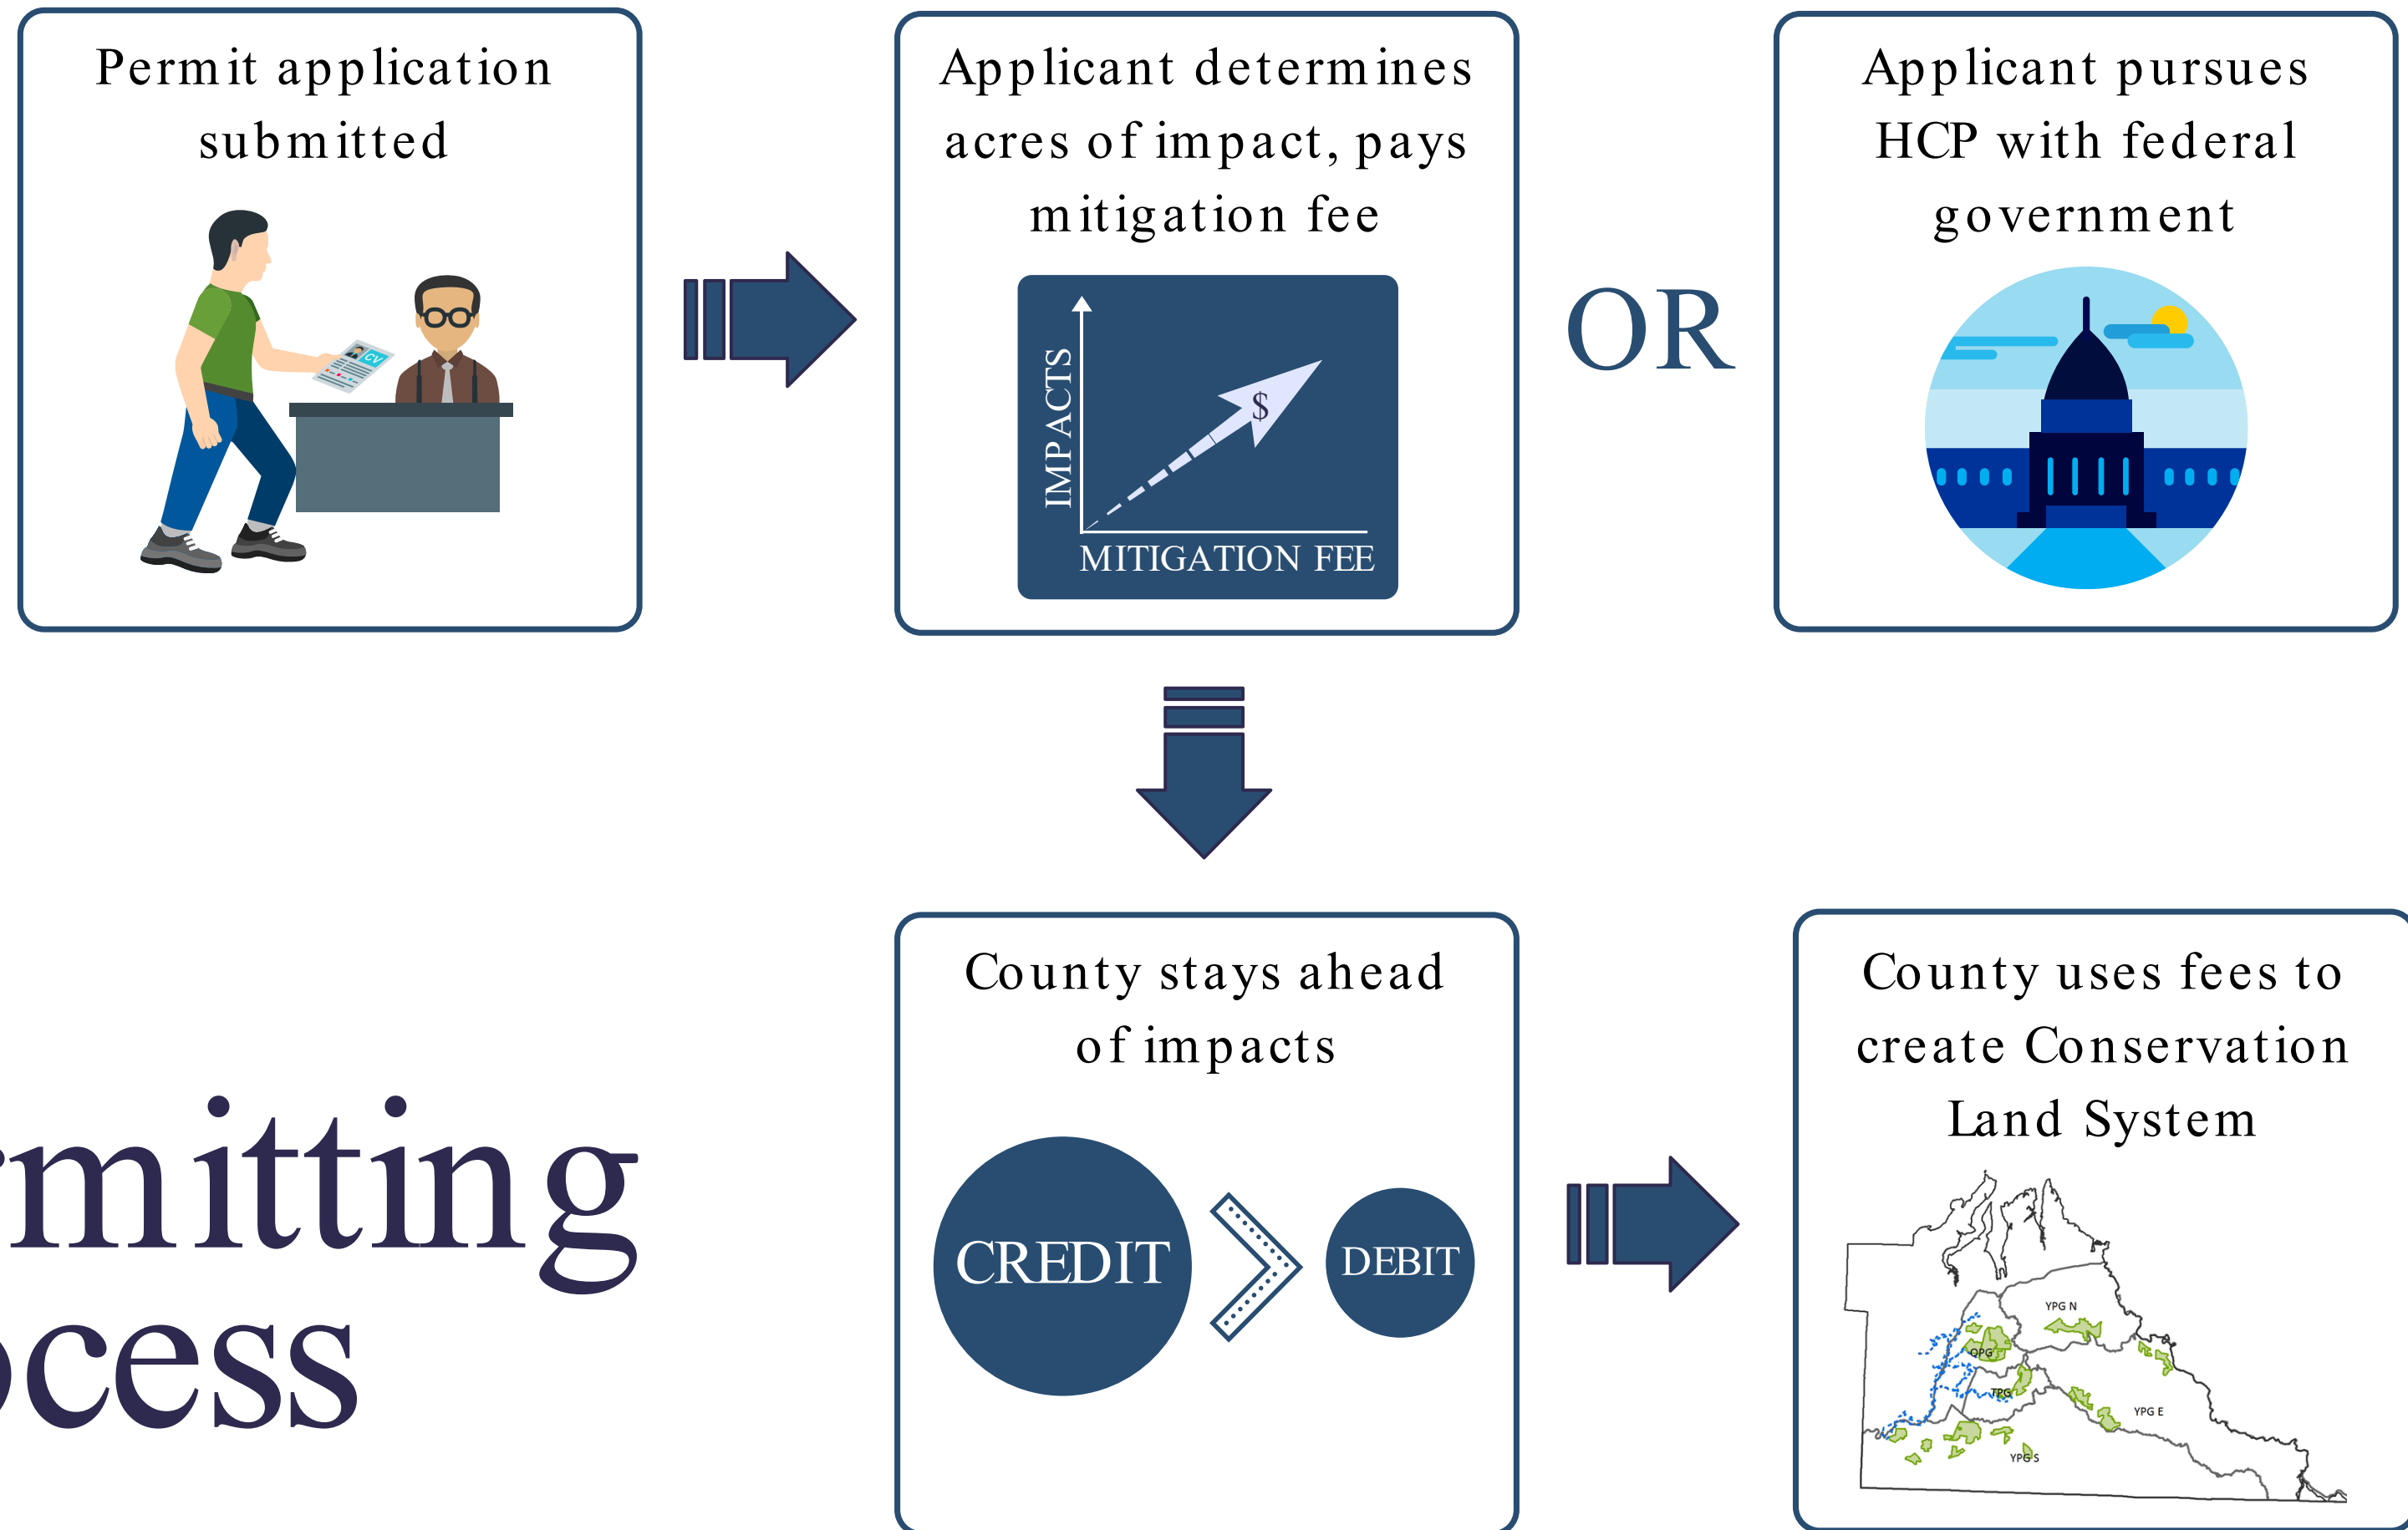 Permit application
submitted
CV
Applicant determines
acres of impact, pays
mitigation fee
IMPACTS
$
MITIGATION FEE
OR
Applicant pursues
HCP with federal
government
rmitting
ocess
County stays ahead
of impacts
CREDIT
DEBIT
County uses fees to
create Conservation
Land System
YPG N
OPG
TPG
YPG E
YPG S